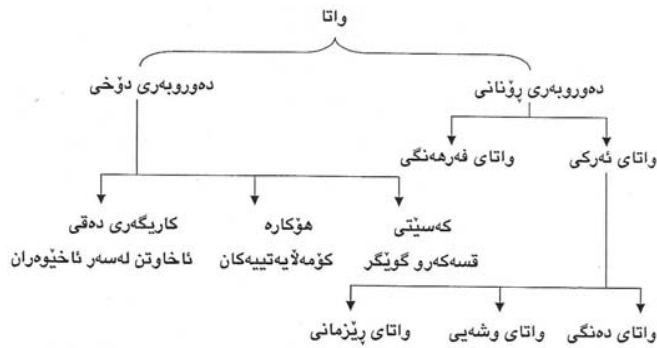 واتا
دەوروبەری ڕۆنانی
دەوروبەری دۆخی
واتای ئەرکی
واتای فەرهەنگی
کەسێتی
قسەکەرو گوێگر
هۆکارە
کۆمەڵایەتییەکان
کاریگەری دەقی
ئاخاوتن لەسەر ئاخێوەران
واتای دەنگی
واتای وشەیی
واتای ڕێزمانی